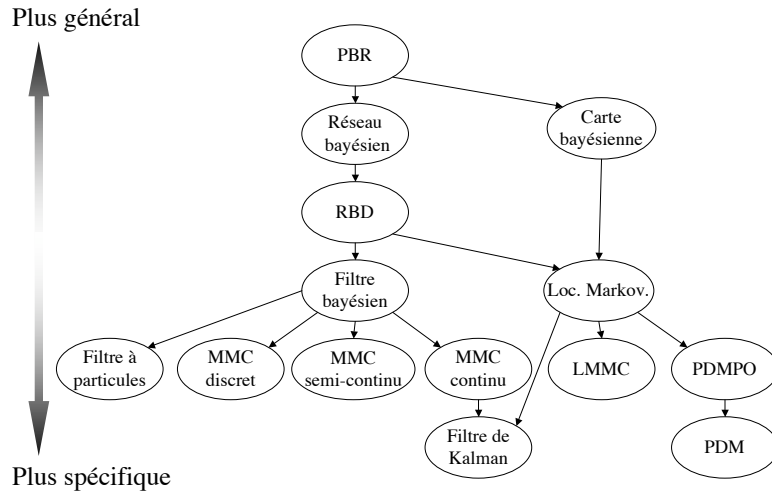 Plus général
PBR
Réseau
bayésien
Carte
bayésienne
RBD
Filtre
bayésien
Loc. Markov.
Filtre à
particules
MMC
discret
MMC
semi-continu
MMC
continu
LMMC
PDMPO
Filtre de
Kalman
PDM
Plus spécifique